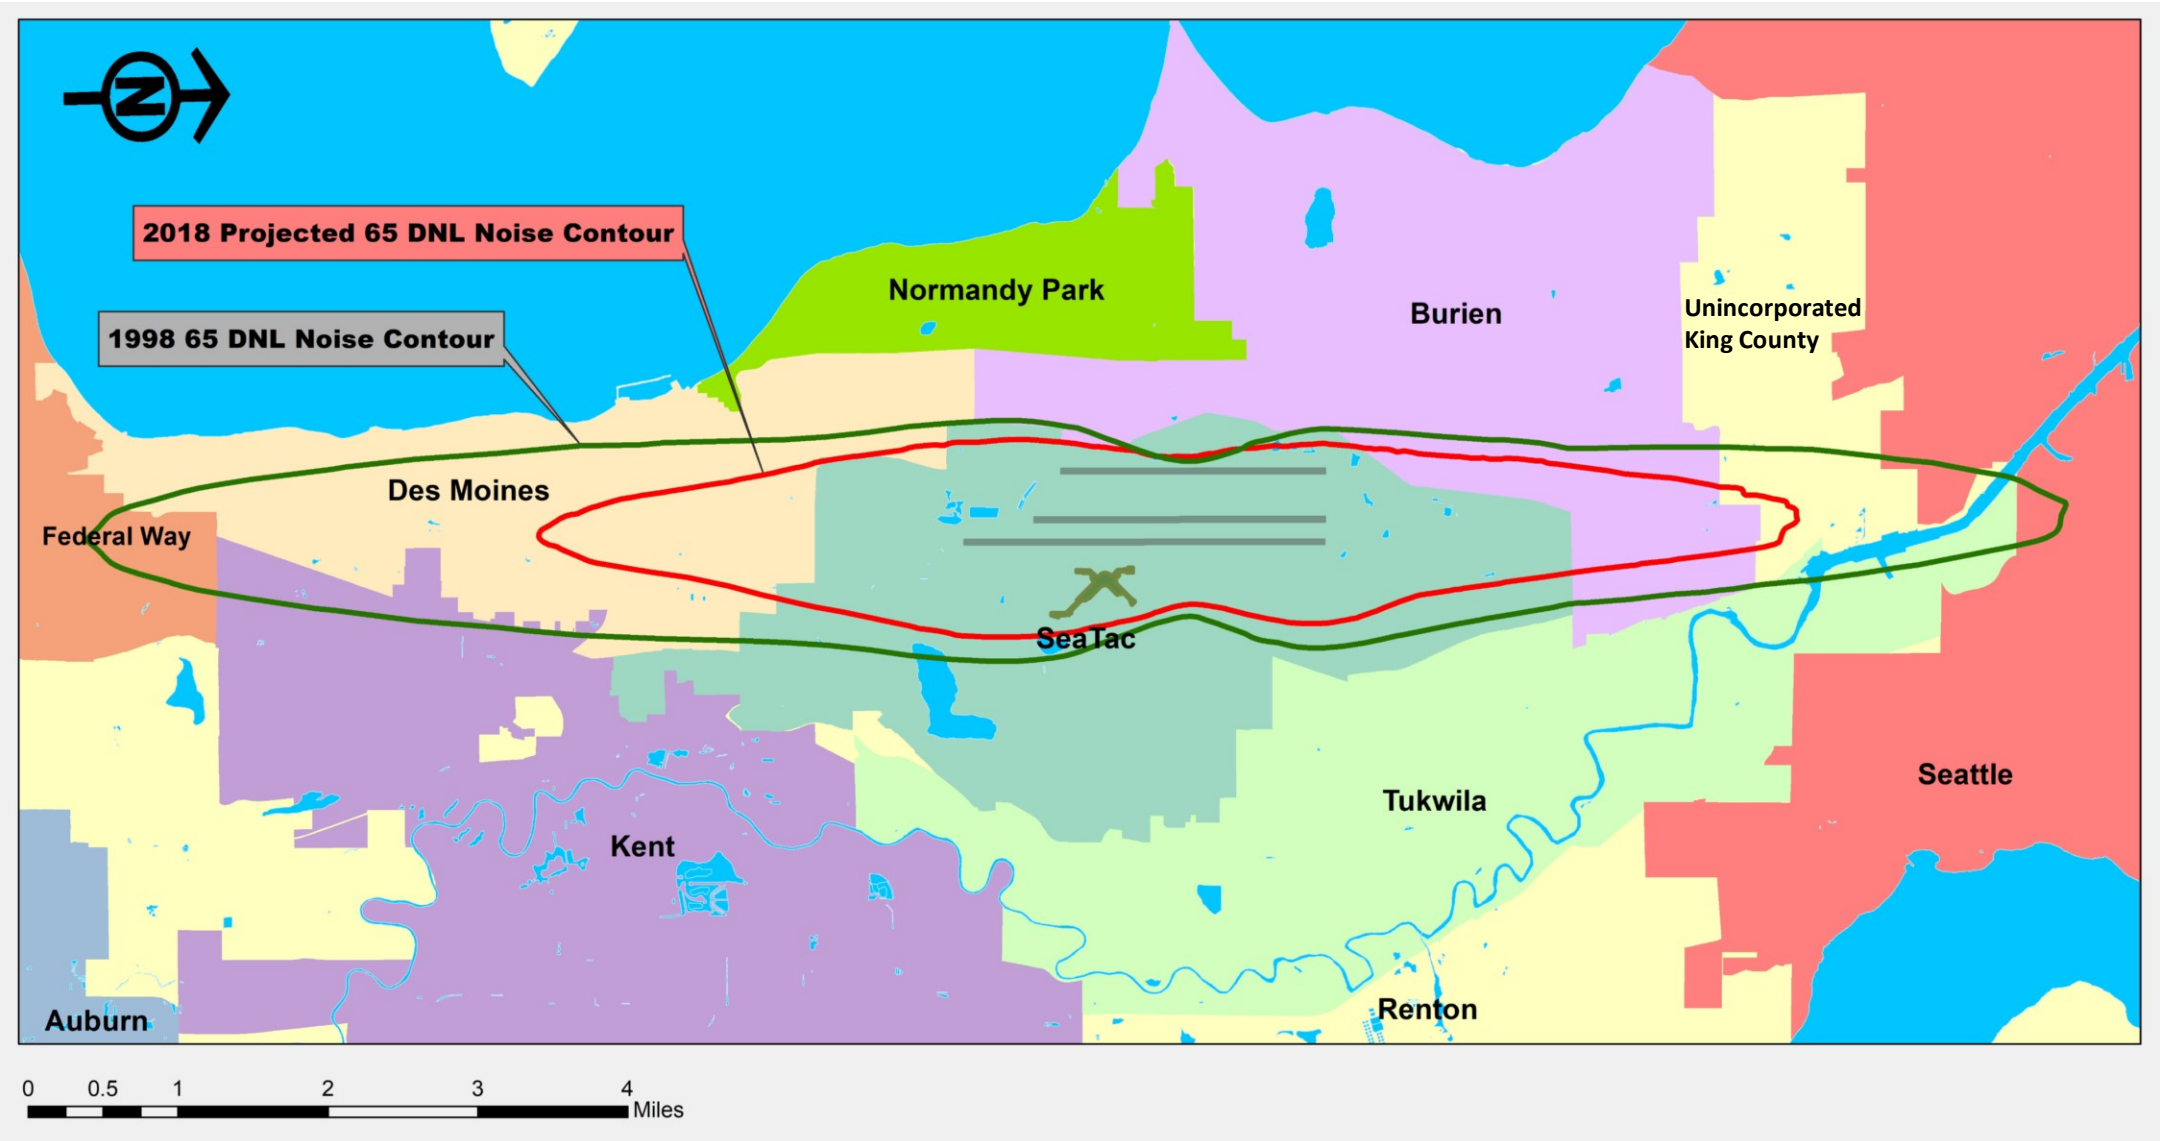 N
2018 Projected 65 DNL Noise Contour
1998 65 DNL Noise Contour
Normandy Park
Burien
Unincorporated
King County
Des Moines
Federal Way
SeaTac
Seattle
Tukwila
Kent
Renton
Auburn
0 0.5 1 2 3 4
Miles